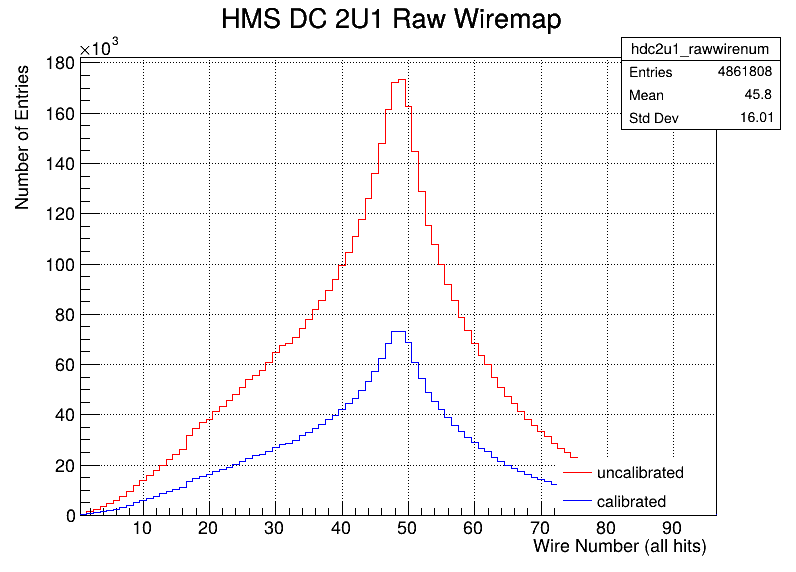 HMS DC 2U1 Raw Wiremap
×10³
hdc2u1_rawwirenum
Entries 4861808
Mean 45.8
Std Dev 16.01
Number of Entries
180
160
140
120
100
80
60
40
20
0
uncalibrated
calibrated
10 20 30 40 50 60 70 80 90
Wire Number (all hits)